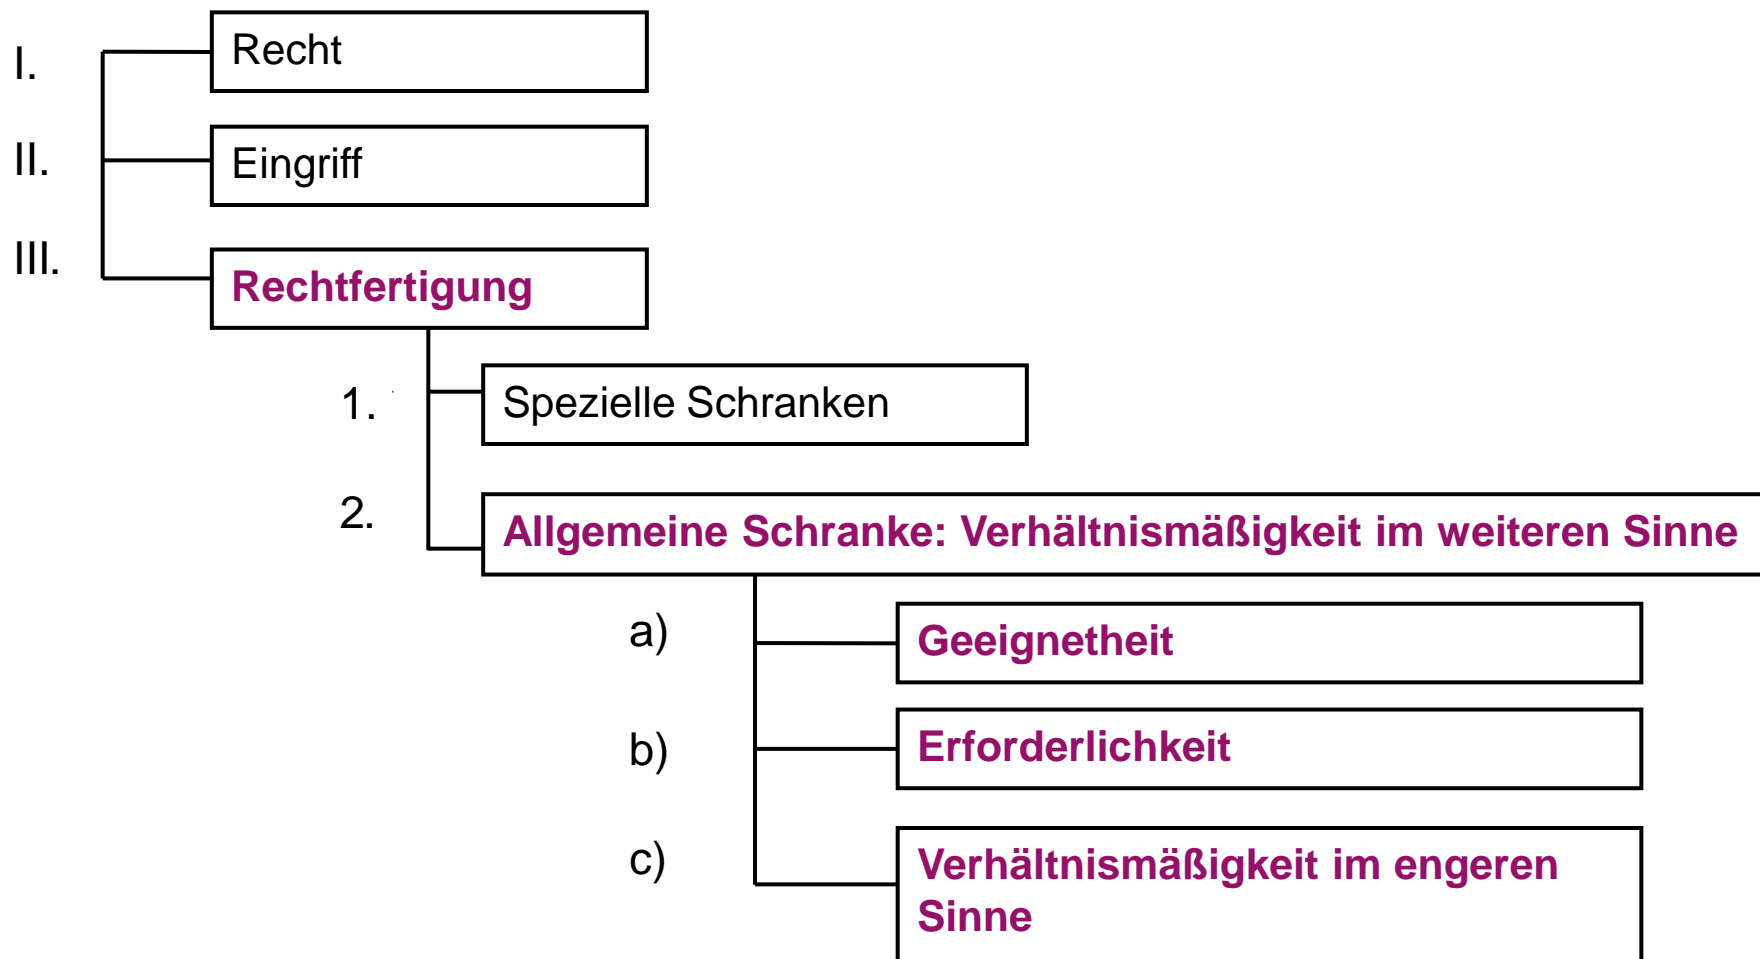 I. Recht
II. Eingriff
III. Rechtfertigung
1. Spezielle Schranken
2. Allgemeine Schranke: Verhältnismäßigkeit im weiteren Sinne
a) Geeignetheit
b) Erforderlichkeit
c) Verhältnismäßigkeit im engeren
Sinne